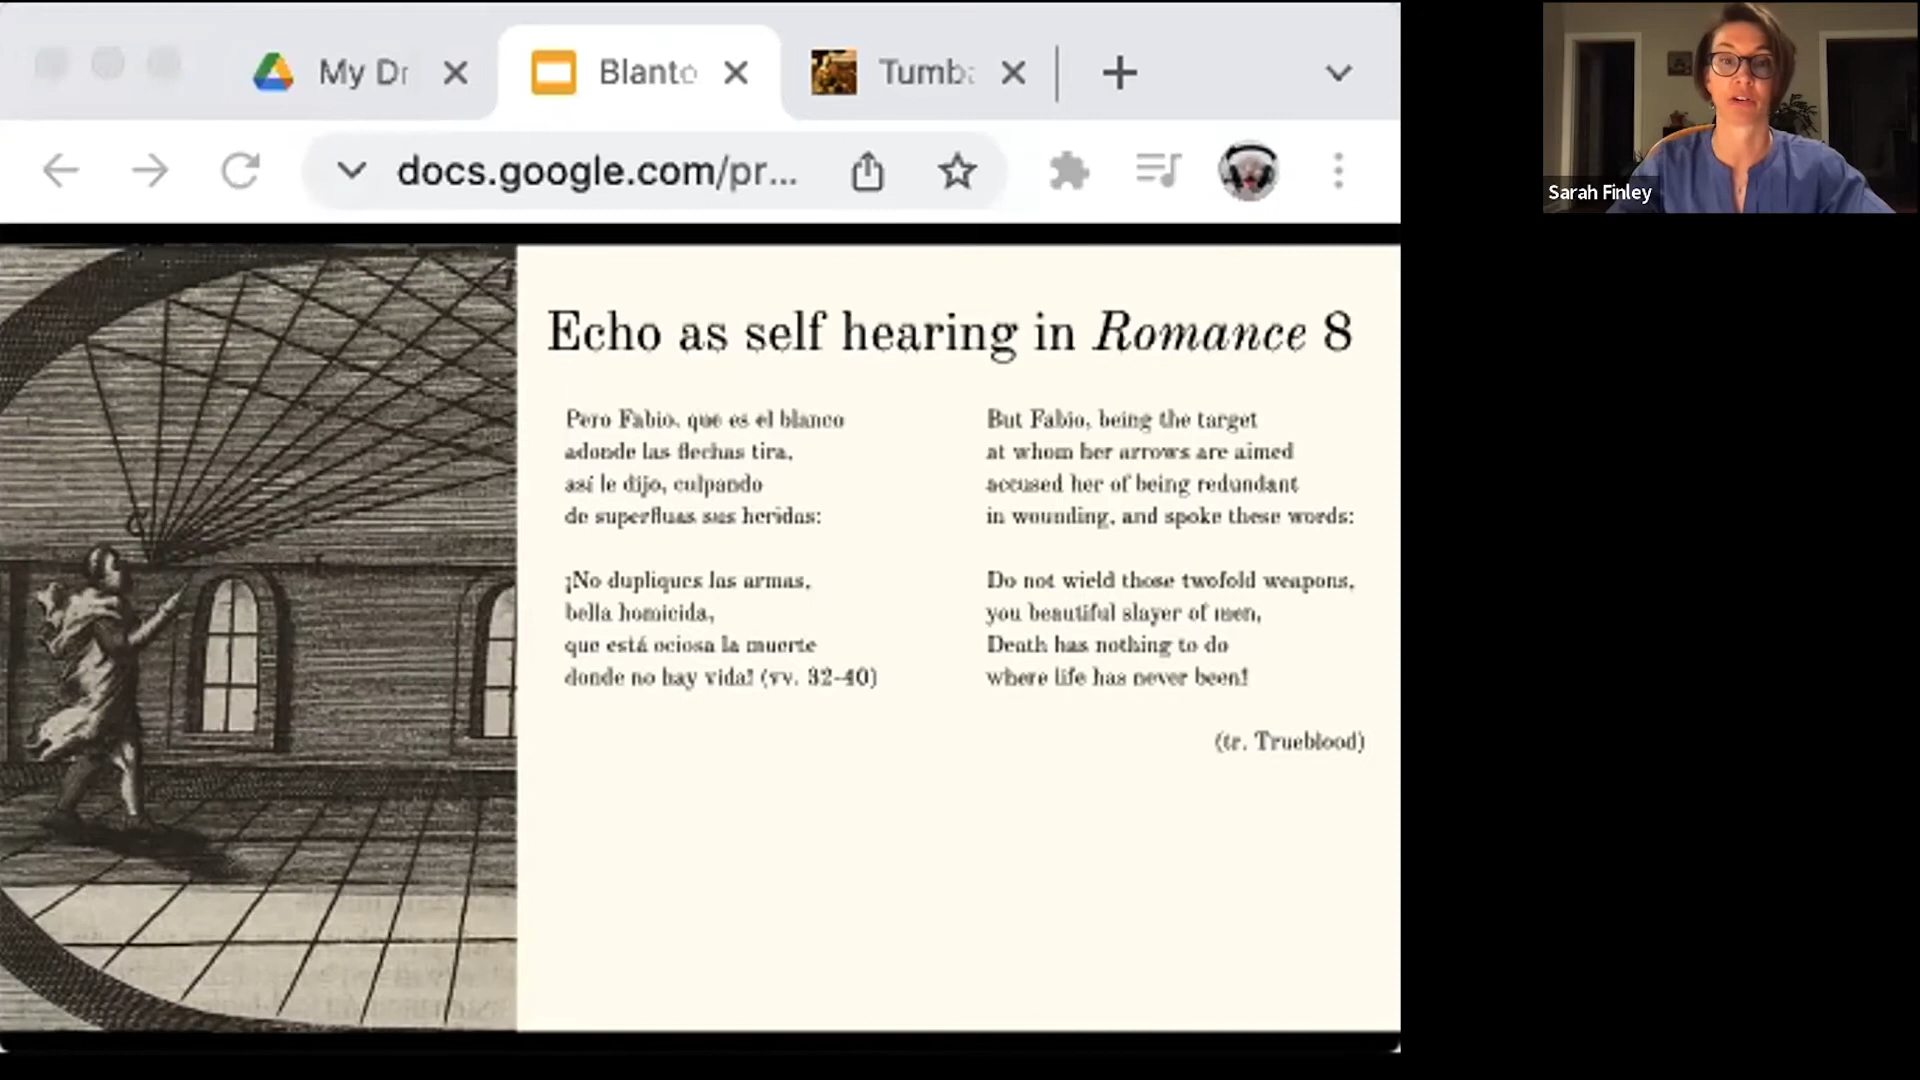 My Dr
Blanto
Tumba
docs.google.com/pr...
Sarah Finley
Echo as self hearing in Romance 8
Pero Fabio, que es el blanco
adonde las flechas tira,
así le dijo, culpando
de superfluas sus heridas:
¡No dupliques las armas,
bella homicida,
que está ociosa la muerte
donde no hay vida! (vv. 32-40)
But Fabio, being the target
at whom her arrows are aimed
accused her of being redundant
in wounding, and spoke these words:
Do not wield those twofold weapons,
you beautiful slayer of men,
Death has nothing to do
where life has never been!
(tr. Trueblood)